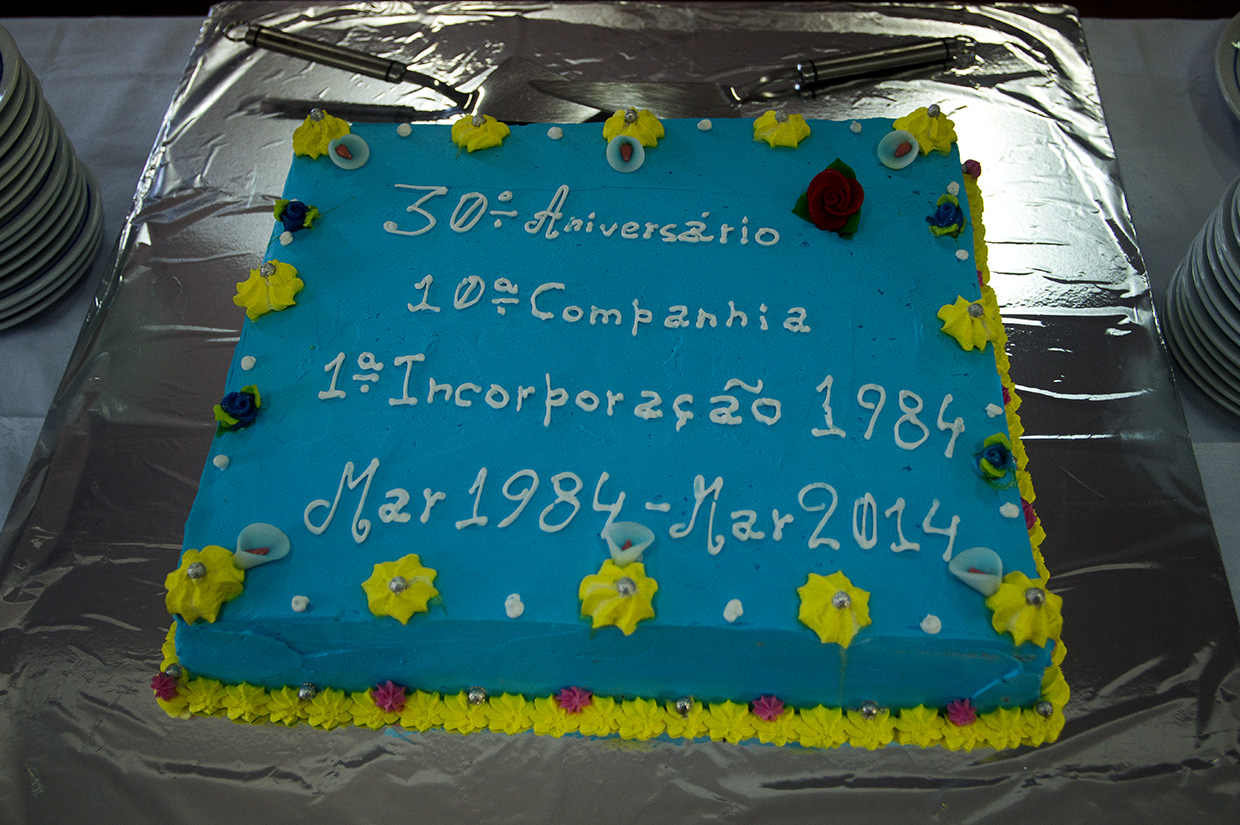 30º Aniversário
10ª Companhia
1ª Incorporação 1984
Mar 1984 - Mar 2014